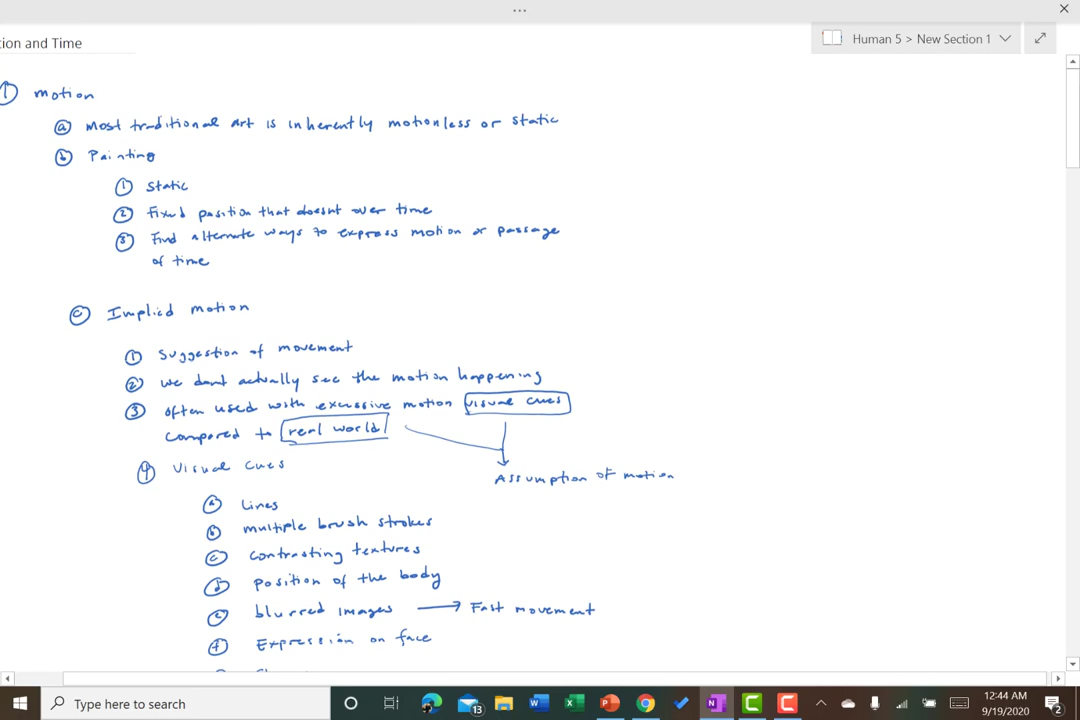 ...
ion and Time
Human 5 > New Section 1
① motion
ⓐ most traditional art is inherently motionless or static
ⓑ Painting
① static
② fixed position that doesnt over time
③ Find alternate ways to express motion or passage
of time
ⓒ Implied motion
① Suggestion of movement
② we dont actually see the motion happening
③ often used with excessive motion visual cues
compared to real world
④ Visual cues
Assumption of motion
ⓐ Lines
ⓑ multiple brush strokes
ⓒ contrasting textures
ⓓ position of the body
ⓔ blurred images → Fast movement
ⓕ Expression on face
Type here to search
13
12:44 AM
9/19/2020
2